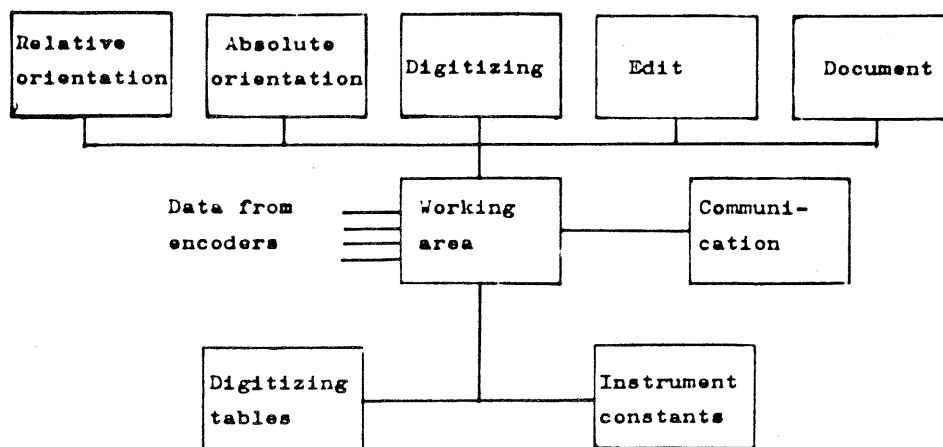 Relative
orientation
Absolute
orientation
Digitizing
Edit
Document
Data from
encoders
Working
area
Communi-
cation
Digitizing
tables
Instrument
constants